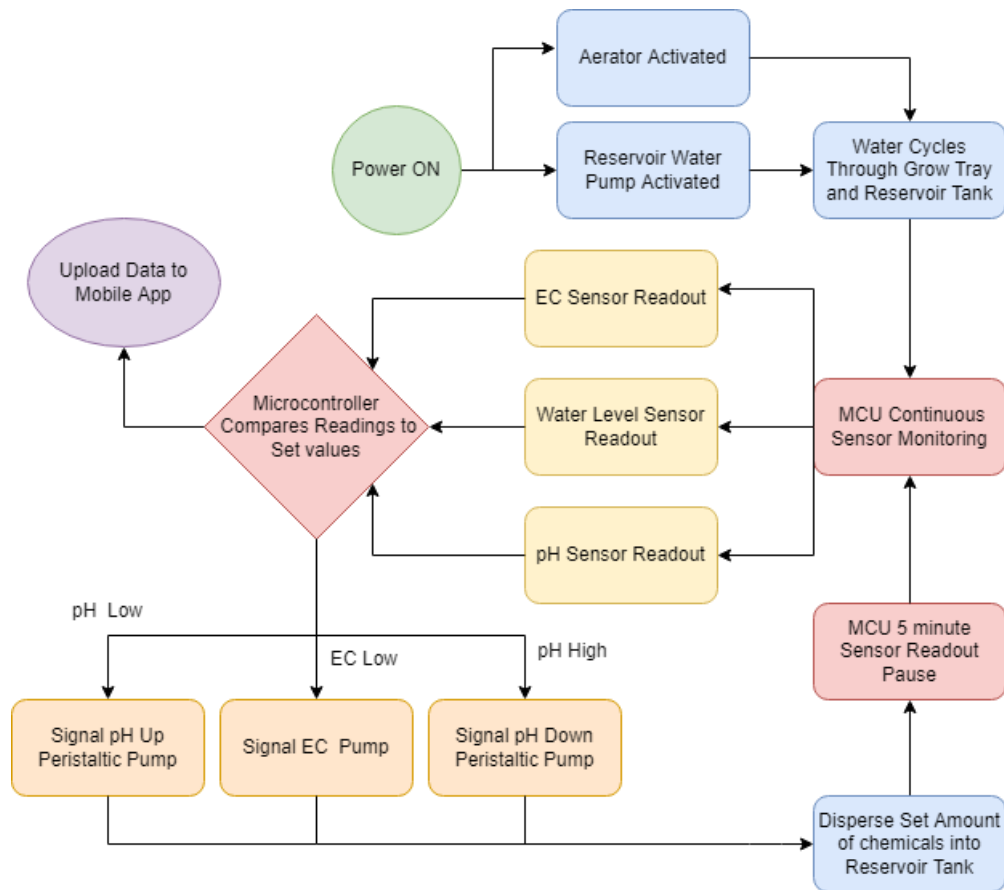 Aerator Activated
Power ON
Reservoir Water
Pump Activated
Water Cycles
Through Grow Tray
and Reservoir Tank
Upload Data to
Mobile App
EC Sensor Readout
Microcontroller
Compares Readings to
Set values
Water Level Sensor
Readout
MCU Continuous
Sensor Monitoring
pH Sensor Readout
pH Low
EC Low
pH High
MCU 5 minute
Sensor Readout
Pause
Signal pH Up
Peristaltic Pump
Signal EC Pump
Signal pH Down
Peristaltic Pump
Disperse Set Amount
of chemicals into
Reservoir Tank